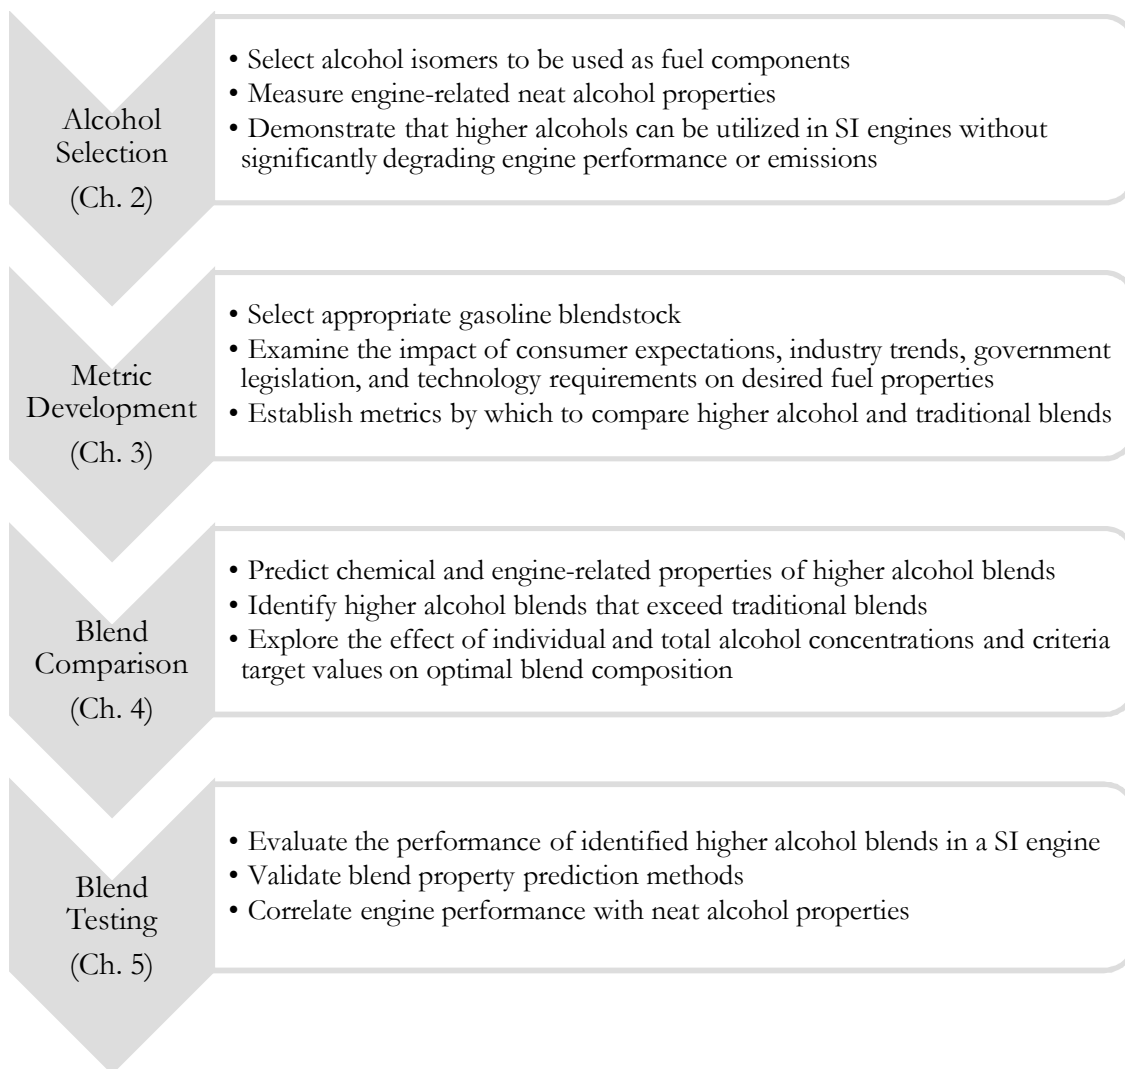 Alcohol
Selection
(Ch. 2)
• Select alcohol isomers to be used as fuel components
• Measure engine-related neat alcohol properties
• Demonstrate that higher alcohols can be utilized in SI engines without
significantly degrading engine performance or emissions
Metric
Development
(Ch. 3)
• Select appropriate gasoline blendstock
• Examine the impact of consumer expectations, industry trends, government
legislation, and technology requirements on desired fuel properties
• Establish metrics by which to compare higher alcohol and traditional blends
Blend
Comparison
(Ch. 4)
• Predict chemical and engine-related properties of higher alcohol blends
• Identify higher alcohol blends that exceed traditional blends
• Explore the effect of individual and total alcohol concentrations and criteria
target values on optimal blend composition
Blend
Testing
(Ch. 5)
• Evaluate the performance of identified higher alcohol blends in a SI engine
• Validate blend property prediction methods
• Correlate engine performance with neat alcohol properties